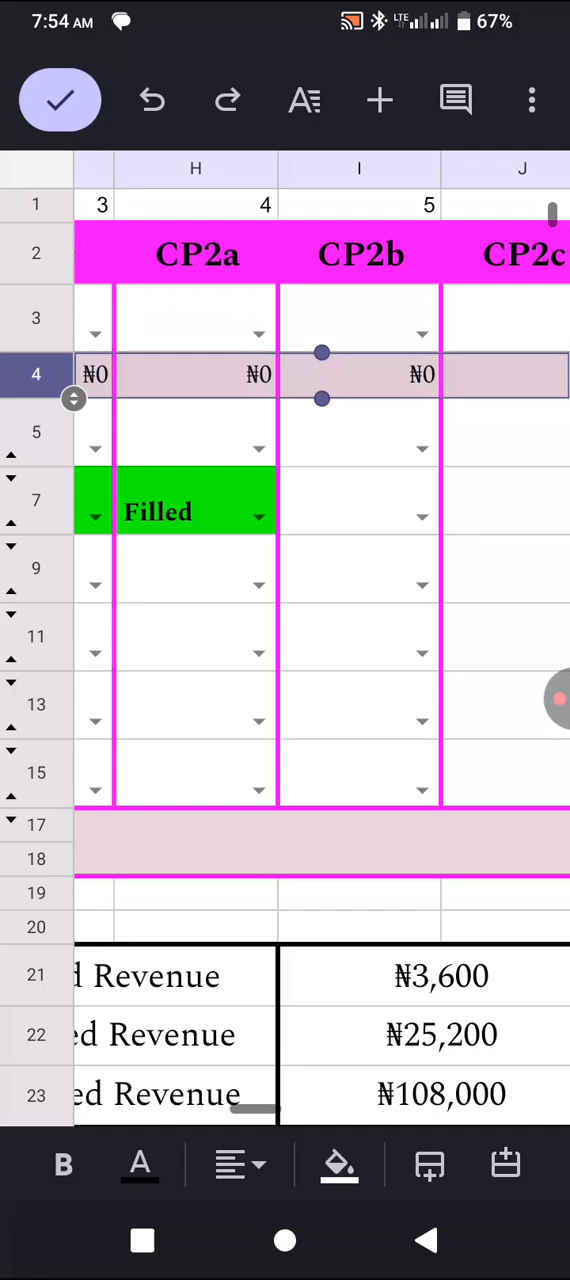 7:54 AM LTE 67%
H I J
1 3 4 5
2 CP2a CP2b CP2c
3
4 ₦0 ₦0 ₦0
5
7 Filled
9
11
13
15
17
18
19
20
21 d Revenue ₦3,600
22 ed Revenue ₦25,200
23 ed Revenue ₦108,000
B A